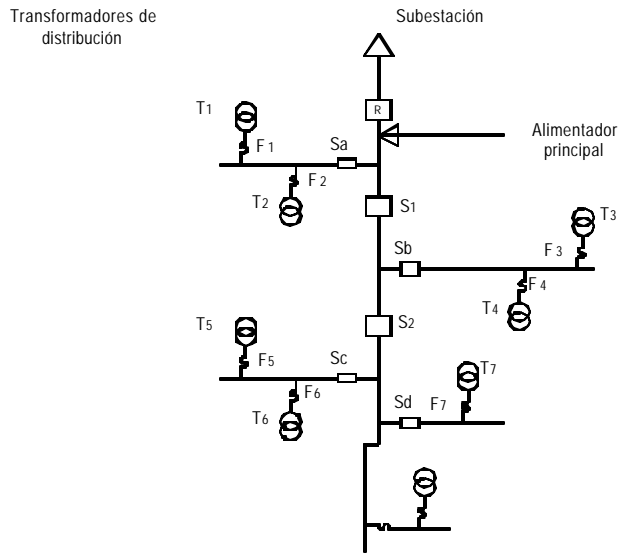 Transformadores de
distribución
Subestación
R
T1
F1
Sa
Alimentador
principal
F2
T2
S1
T3
Sb
F3
F4
T4
S2
T5
F5
Sc
T7
F6
Sd
F7
T6